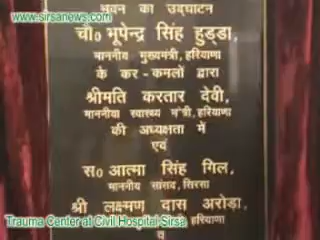 www.sirsanews.com
भवन का उद्घाटन
चौ० भूपेन्द्र सिंह हुड्डा,
माननीय मुख्यमंत्री, हरियाणा
के कर-कमलों द्वारा
श्रीमति करतार देवी,
माननीया स्वास्थ्य मंत्री, हरियाणा
की अध्यक्षता में
एवं
स० आत्मा सिंह गिल,
माननीय सांसद, सिरसा
श्री लक्ष्मण दास अरोड़ा,
हरियाणा
Trauma Center at Civil Hospital Sirsa
व